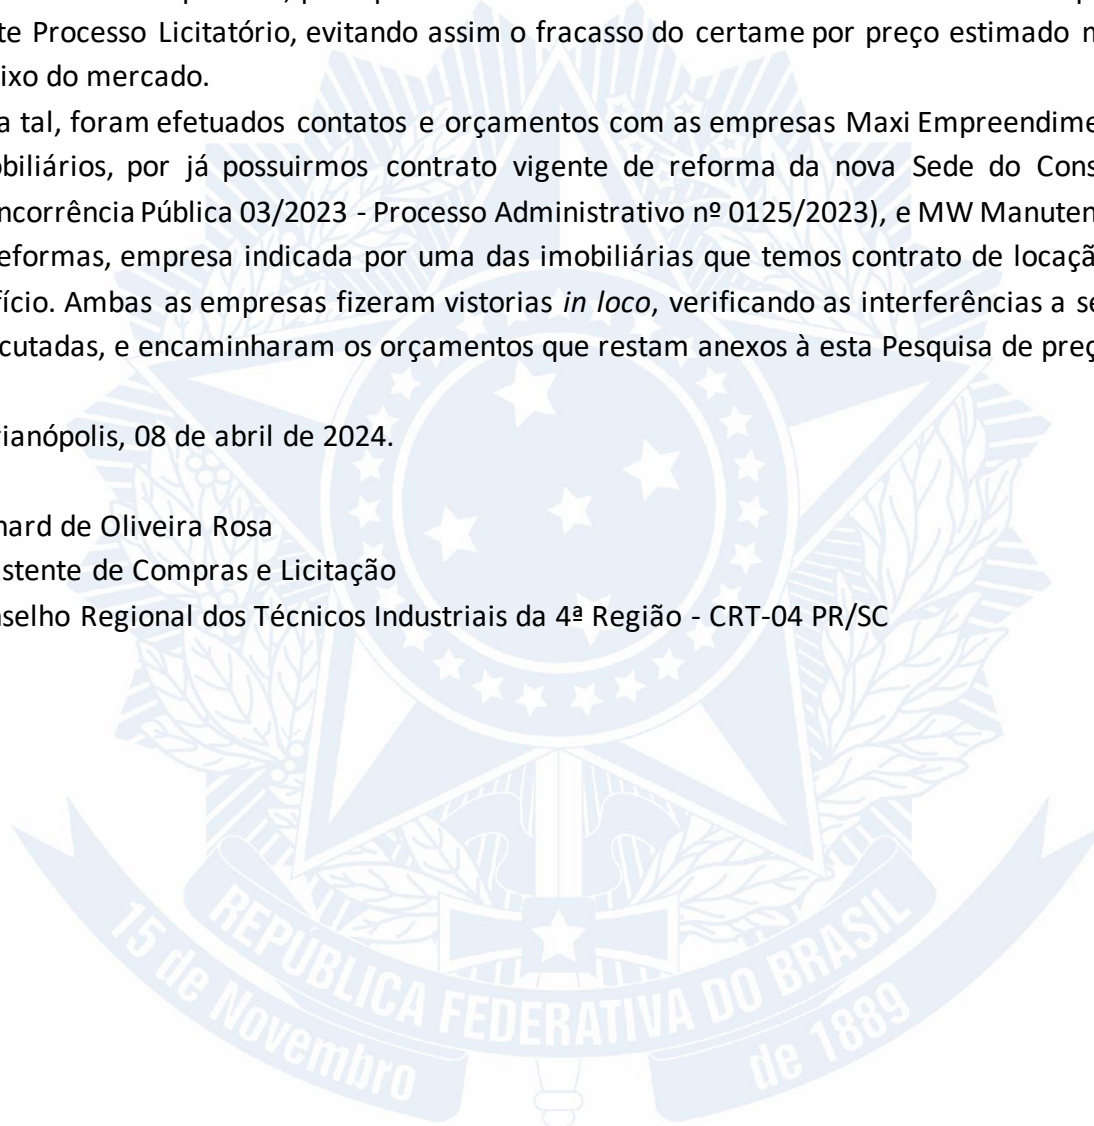 te Processo Licitatório, evitando assim o fracasso do certame por preço estimado
ixo do mercado.
a tal, foram efetuados contatos e orçamentos com as empresas Maxi Empreendime
biliários, por já possuirmos contrato vigente de reforma da nova Sede do Cons
ncorrência Pública 03/2023 - Processo Administrativo nº 0125/2023), e MW Manuten
eformas, empresa indicada por uma das imobiliárias que temos contrato de locaçã
fício. Ambas as empresas fizeram vistorias in loco, verificando as interferências a se
cutadas, e encaminharam os orçamentos que restam anexos à esta Pesquisa de preç
rianópolis, 08 de abril de 2024.
nard de Oliveira Rosa
istente de Compras e Licitação
nselho Regional dos Técnicos Industriais da 4ª Região - CRT-04 PR/SC
REPÚBLICA FEDERATIVA DO BRASIL
15 de Novembro
de 1889